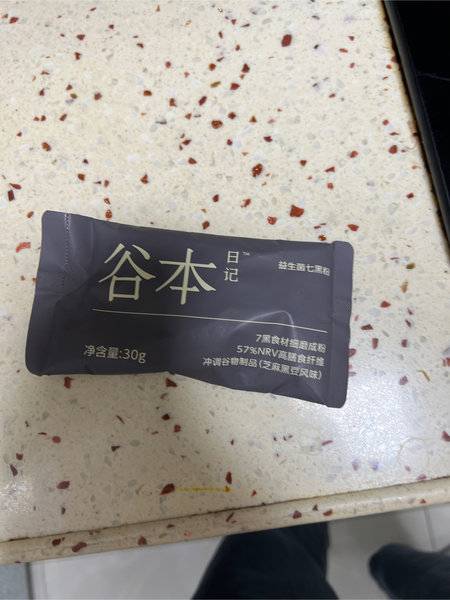 谷本日记™
益生菌七黑粉
7黑食材细磨成粉
57%NRV高膳食纤维
冲调谷物制品(芝麻黑豆风味)
净含量:30g